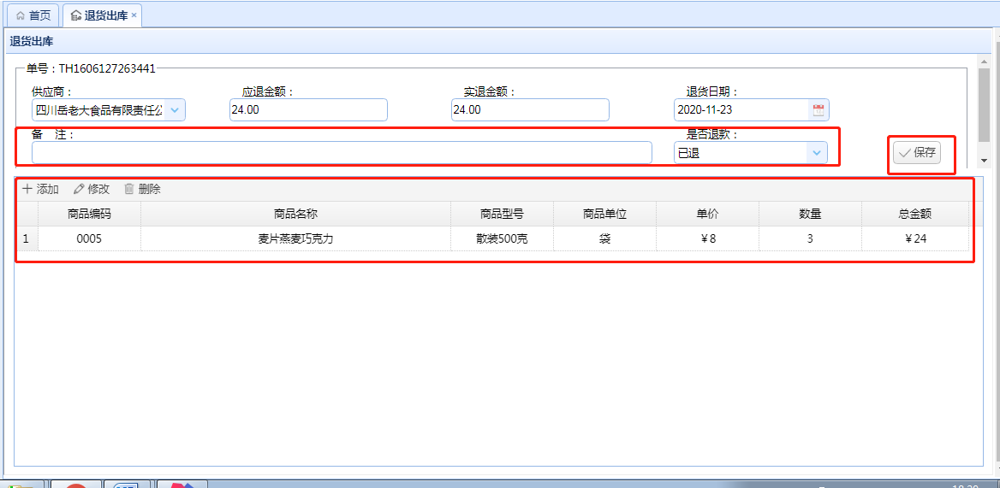 首页 退货出库
退货出库
单号：TH1606127263441
供应商： 应退金额： 实退金额： 退货日期：
四川岳老大食品有限责任公 24.00 24.00 2020-11-23
备 注： 是否退款：
已退 保存
添加 修改 删除
商品编码 商品名称 商品型号 商品单位 单价 数量 总金额
1 0005 麦片燕麦巧克力 散装500克 袋 ￥8 3 ￥24